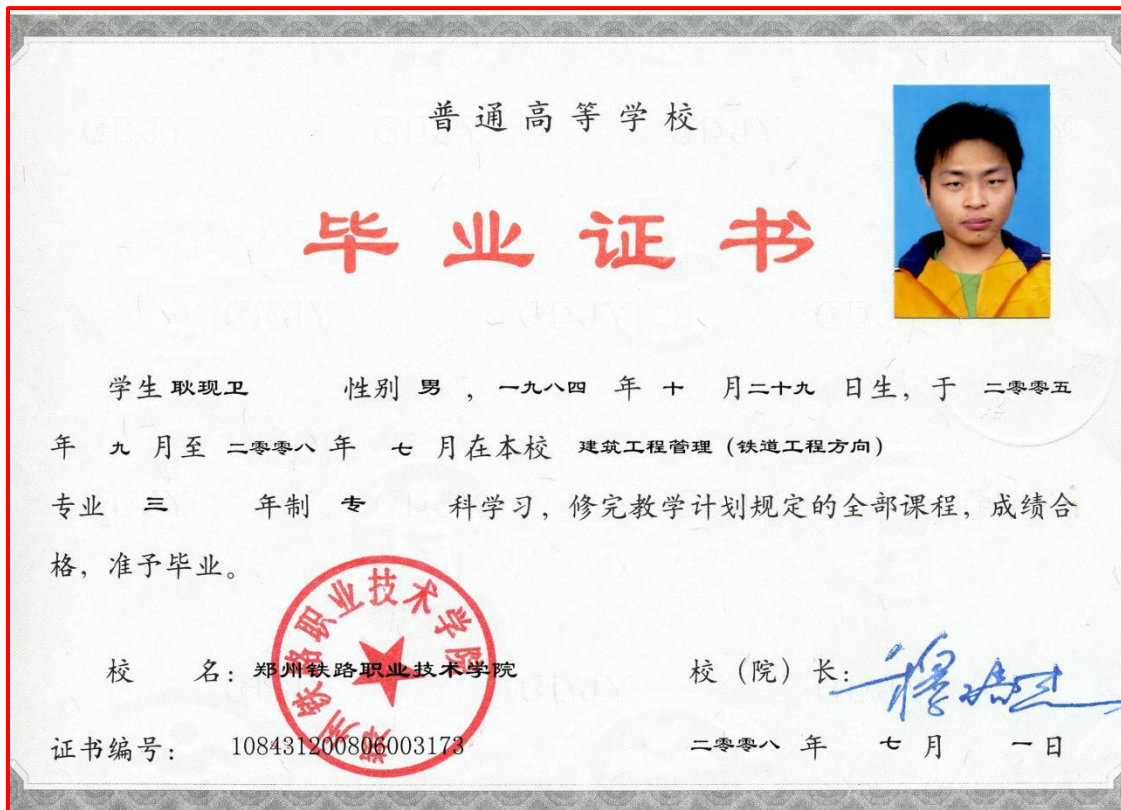 普通高等学校
毕业证书
学生 耿现卫 性别 男 ，一九八四 年 十 月二十九 日生，于 二零零五
年 九 月至 二零零八 年 七 月在本校 建筑工程管理（铁道工程方向）
专业 三 年制 专 科学习，修完教学计划规定的全部课程，成绩合
格，准予毕业。
郑州铁路职业技术学院
校 名：郑州铁路职业技术学院 校（院）长：
证书编号： 108431200806003173 二零零八 年 七 月 一 日